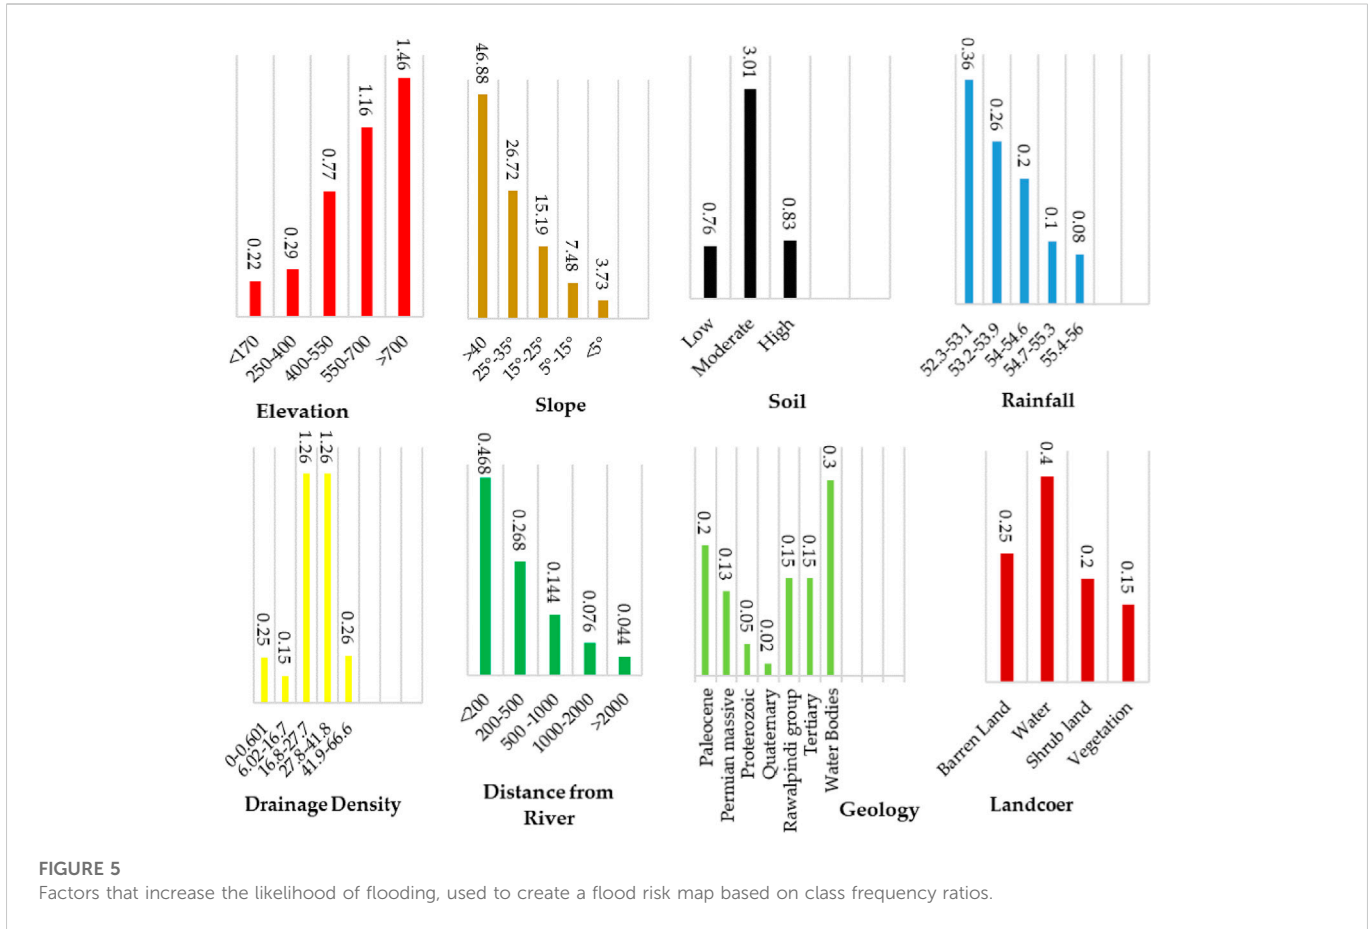 0.22
0.29
0.77
1.16
1.46
<170
250-400
400-550
550-700
>700
Elevation
46.88
26.72
15.19
7.48
3.73
>40
25°-35°
15°-25°
5°-15°
<5°
Slope
0.76
3.01
0.83
Low
Moderate
High
Soil
0.36
0.26
0.2
0.1
0.08
52.3-53.1
53.2-53.9
54-54.6
54.7-55.3
55.4-56
Rainfall
0.25
0.15
1.26
1.26
0.26
0-0.601
6.02-16.7
16.8-27.7
27.8-41.8
41.9-66.6
Drainage Density
0.468
0.268
0.144
0.076
0.044
<200
200-500
500 -1000
1000-2000
>2000
Distance from
River
0.2
0.13
0.05
0.02
0.15
0.15
0.3
Paleocene
Permian massive
Proterozoic
Quaternary
Rawalpindi group
Tertiary
Water Bodies
Geology
0.25
0.4
0.2
0.15
Barren Land
Water
Shrub land
Vegetation
Landcoer
FIGURE 5
Factors that increase the likelihood of flooding, used to create a flood risk map based on class frequency ratios.